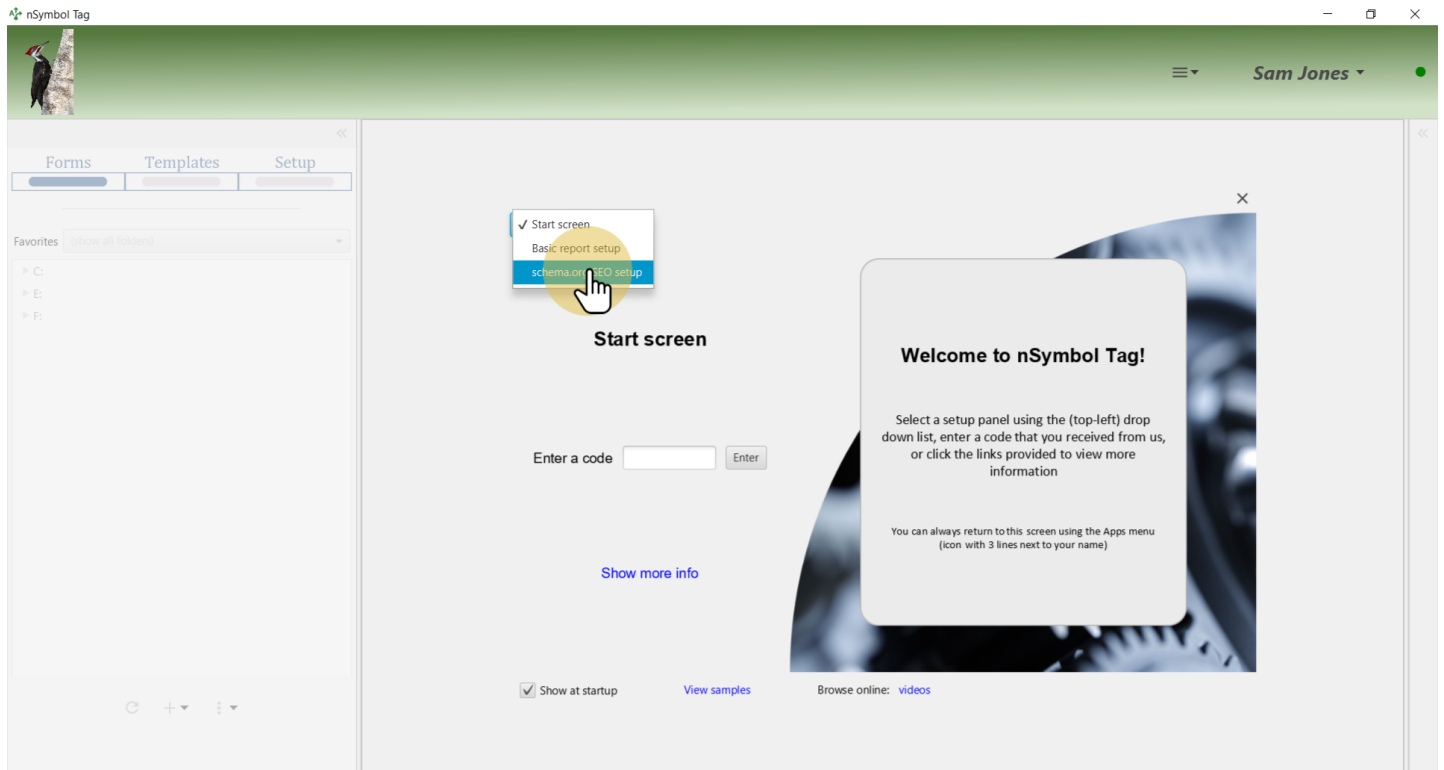 nSymbol Tag
Sam Jones
Forms Templates Setup
Favorites (show all folders)
C:
E:
F:
Start screen
Basic report setup
schema.org SEO setup
Start screen
Enter a code Enter
Show more info
Show at startup View samples Browse online: videos
Welcome to nSymbol Tag!
Select a setup panel using the (top-left) drop
down list, enter a code that you received from us,
or click the links provided to view more
information
You can always return to this screen using the Apps menu
(icon with 3 lines next to your name)